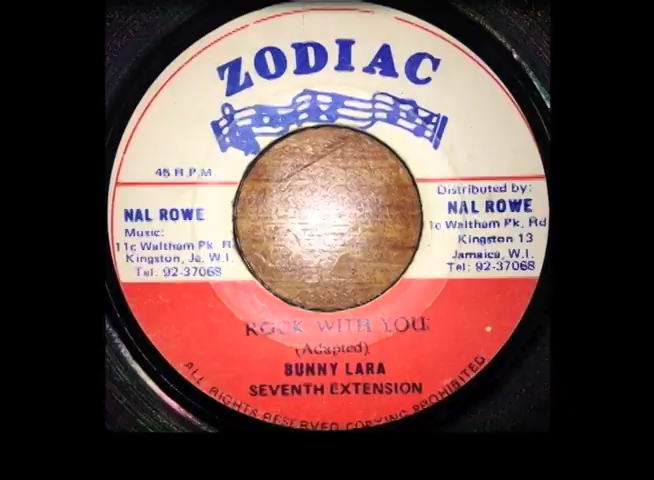 ZODIAC
45 R.P.M
NAL ROWE
Music:
11c Waltham Pk. R
Kingston, Ja. W.I.
Tel: 92-37068
Distributed by:
NAL ROWE
1c Waltham Pk. Rd
Kingston 13
Jamaica, W.I.
Tel: 92-37068
ROCK WITH YOU
(Adapted)
BUNNY LARA
SEVENTH EXTENSION
ALL RIGHTS RESERVED COPYING PROHIBITED